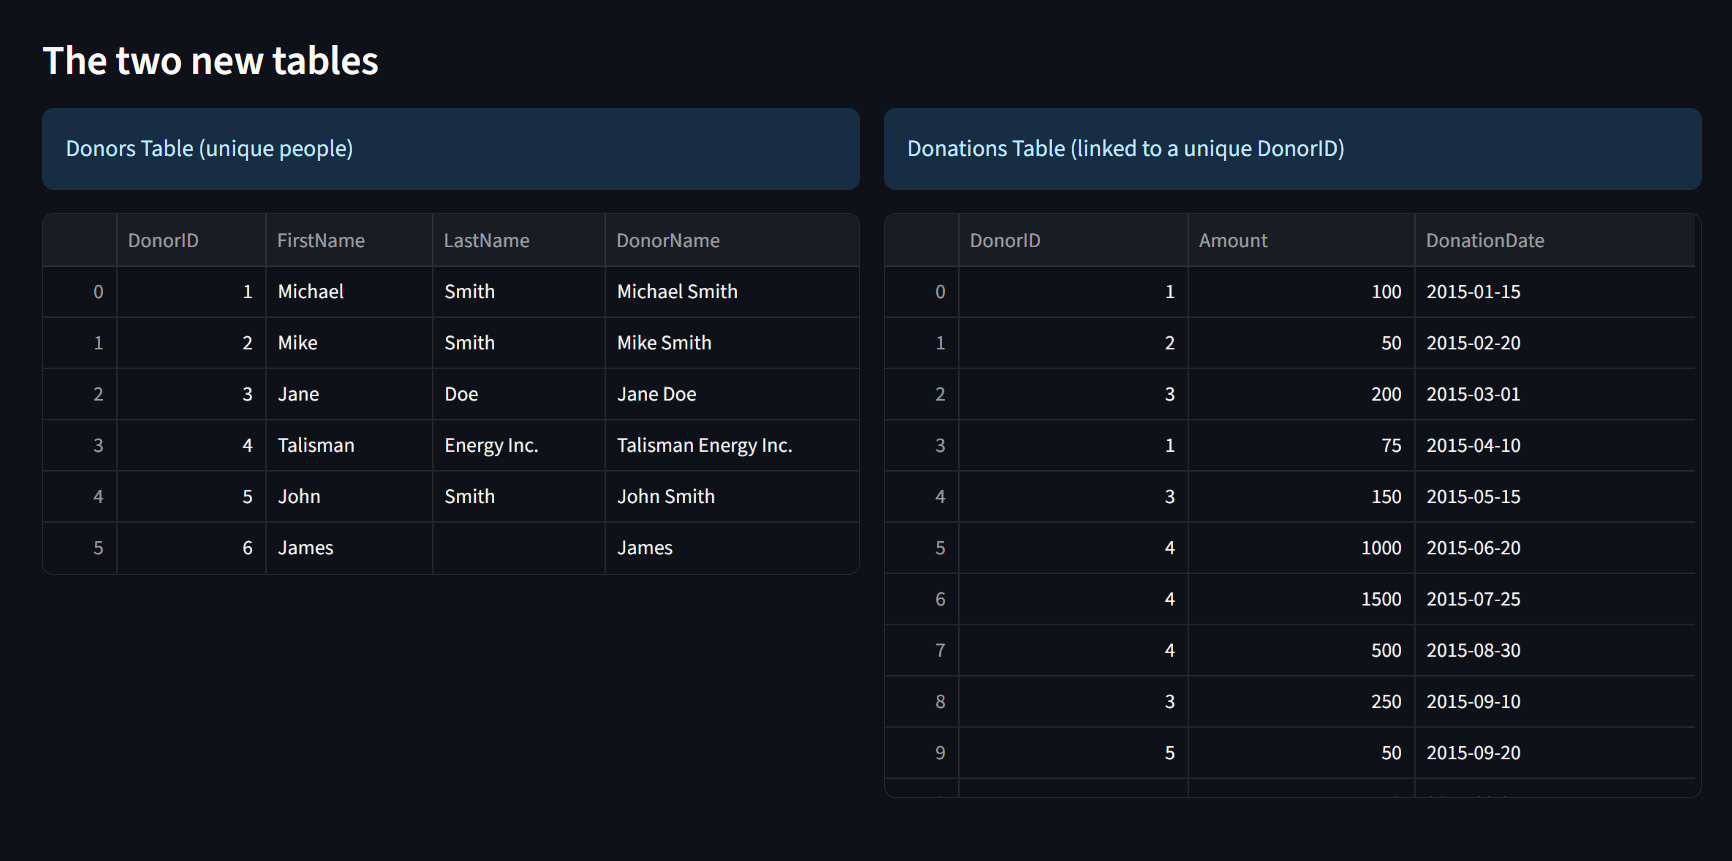 The two new tables
Donors Table (unique people)
DonorID FirstName LastName DonorName
0 1 Michael Smith Michael Smith
1 2 Mike Smith Mike Smith
2 3 Jane Doe Jane Doe
3 4 Talisman Energy Inc. Talisman Energy Inc.
4 5 John Smith John Smith
5 6 James James
Donations Table (linked to a unique DonorID)
DonorID Amount DonationDate
0 1 100 2015-01-15
1 2 50 2015-02-20
2 3 200 2015-03-01
3 1 75 2015-04-10
4 3 150 2015-05-15
5 4 1000 2015-06-20
6 4 1500 2015-07-25
7 4 500 2015-08-30
8 3 250 2015-09-10
9 5 50 2015-09-20